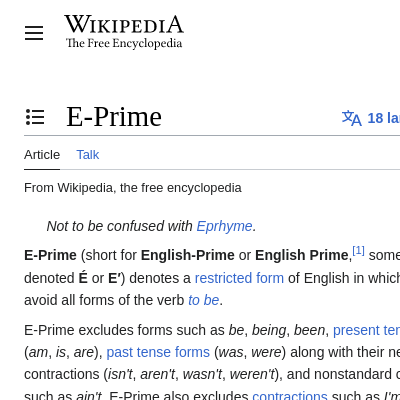 WIKIPEDIA
The Free Encyclopedia
E-Prime
18 la
Article Talk
From Wikipedia, the free encyclopedia
Not to be confused with Eprhyme.
E-Prime (short for English-Prime or English Prime,[1] some
denoted É or E′) denotes a restricted form of English in which
avoid all forms of the verb to be.
E-Prime excludes forms such as be, being, been, present ter
(am, is, are), past tense forms (was, were) along with their ne
contractions (isn't, aren't, wasn't, weren't), and nonstandard c
such as ain't. E-Prime also excludes contractions such as I'm